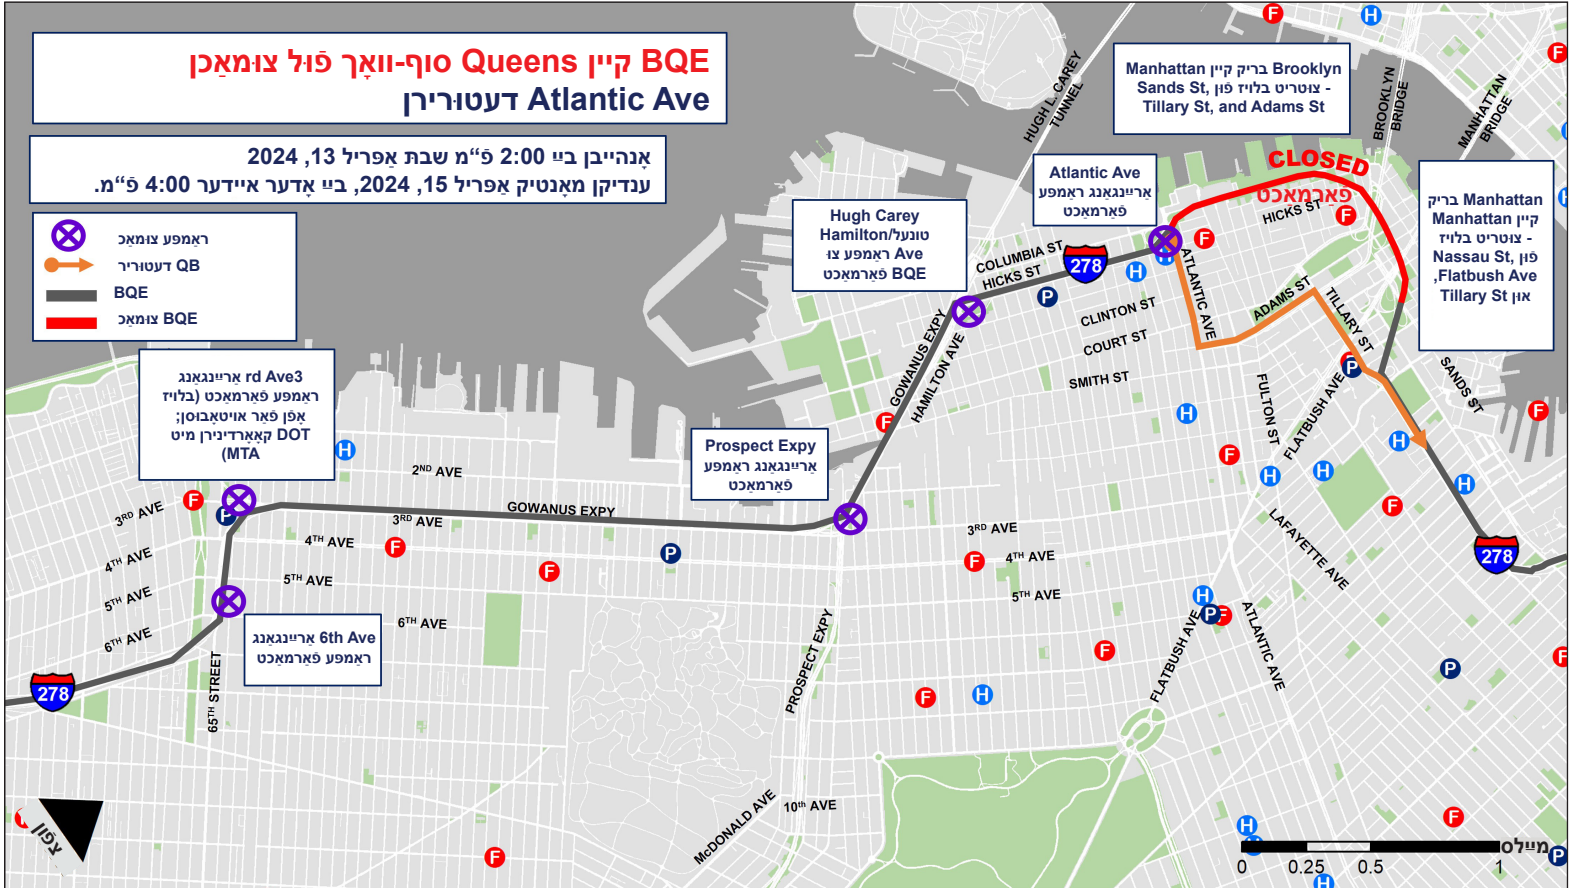 BQE קיין Queens סוף-וואָך פֿול צומאַכן
Atlantic Ave דעטורירן
אָנהייבן בײַ 2:00 פֿ“מ שבת אַפּריל 13, 2024
ענדיקן מאָנטיק אַפּריל 15, 2024, בײַ אָדער איידער 4:00 פֿ“מ.
ראַמפּע צומאַכ
דעטוריר QB
BQE
צומאַכ BQE
3rd Ave אַרײַנגאַנג
ראַמפּע פֿאַרמאַכט (בלויז
אָפֿן פֿאַר אויטאָבוסן;
DOT קאָאָרדינירן מיט
MTA)
6th Ave אַרײַנגאַנג
ראַמפּע פֿאַרמאַכט
Prospect Expy
אַרײַנגאַנג ראַמפּע
פֿאַרמאַכט
Hugh Carey
טונעל/Hamilton
Ave ראַמפּע צו
BQE פֿאַרמאַכט
Atlantic Ave
אַרײַנגאַנג ראַמפּע
פֿאַרמאַכט
Brooklyn בריק קיין Manhattan
- צוטריט בלויז פֿון Sands St,
Tillary St, and Adams St
Manhattan בריק
קיין Manhattan
- צוטריט בלויז
פֿון Nassau St,
Flatbush Ave,
און Tillary St
CLOSED
פֿאַרמאַכט
HUGH L. CAREY
TUNNEL
BROOKLYN
BRIDGE
MANHATTAN
BRIDGE
HICKS ST
COLUMBIA ST
HICKS ST
278
ATLANTIC AVE
ADAMS ST
TILLARY ST
CLINTON ST
COURT ST
SMITH ST
FULTON ST
FLATBUSH AVE
SANDS ST
GOWANUS EXPY
HAMILTON AVE
LAFAYETTE AVE
278
2ND AVE
GOWANUS EXPY
3RD AVE
4TH AVE
5TH AVE
6TH AVE
3RD AVE
4TH AVE
5TH AVE
6TH AVE
3RD AVE
4TH AVE
5TH AVE
278
65TH STREET
PROSPECT EXPY
FLATBUSH AVE
ATLANTIC AVE
McDONALD AVE
10th AVE
צפֿון
מײַלס
0 0.25 0.5 1